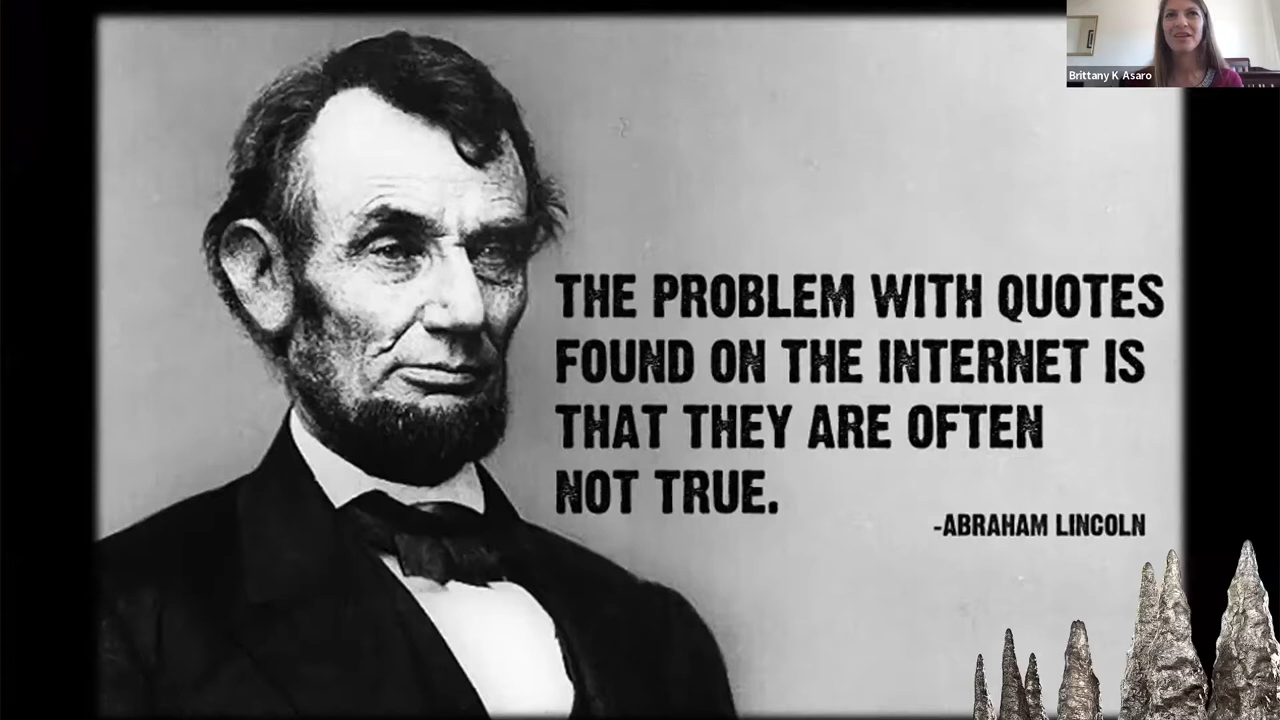 Brittany K Asaro
THE PROBLEM WITH QUOTES
FOUND ON THE INTERNET IS
THAT THEY ARE OFTEN
NOT TRUE.
-ABRAHAM LINCOLN